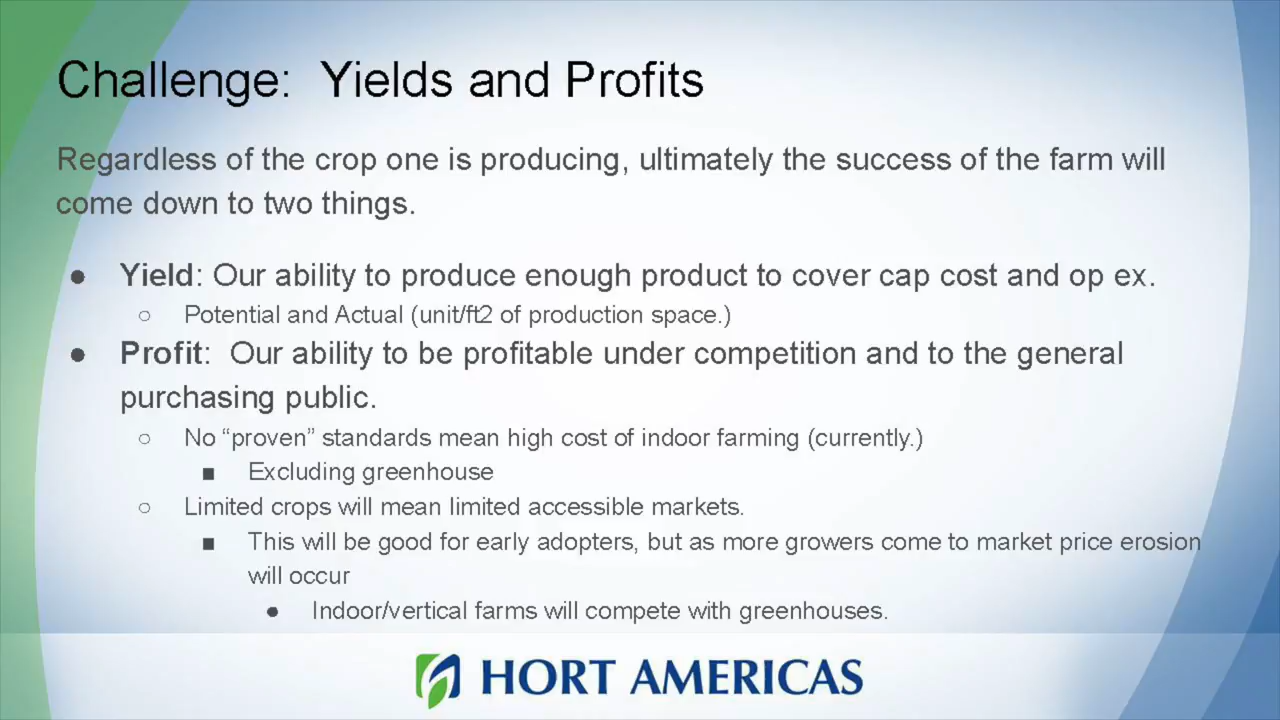 Challenge:  Yields and Profits
Regardless of the crop one is producing, ultimately the success of the farm will
come down to two things.
● Yield: Our ability to produce enough product to cover cap cost and op ex.
○ Potential and Actual (unit/ft2 of production space.)
● Profit:  Our ability to be profitable under competition and to the general
purchasing public.
○ No “proven” standards mean high cost of indoor farming (currently.)
■ Excluding greenhouse
○ Limited crops will mean limited accessible markets.
■ This will be good for early adopters, but as more growers come to market price erosion
will occur
● Indoor/vertical farms will compete with greenhouses.
HORT AMERICAS